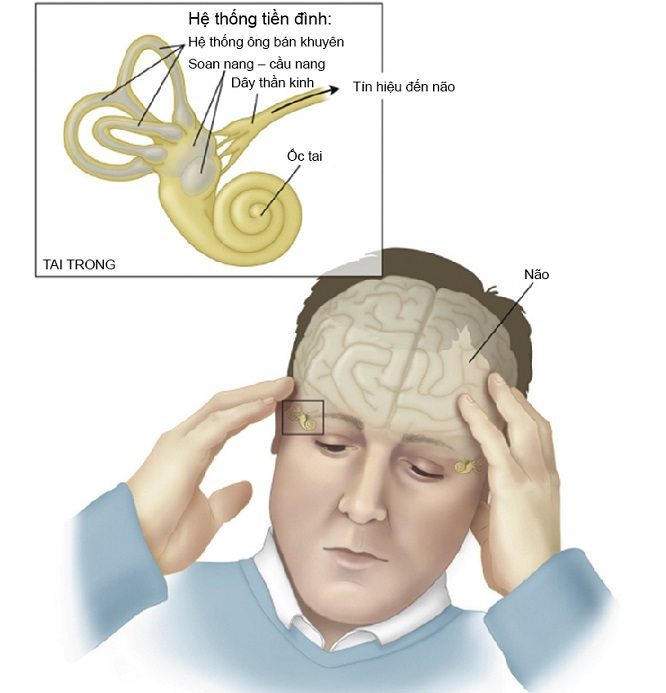 Hệ thống tiền đình:
Hệ thống ông bán khuyên
Soan nang – cầu nang
Dây thần kinh
Tín hiệu đến não
Ốc tai
TAI TRONG
Não